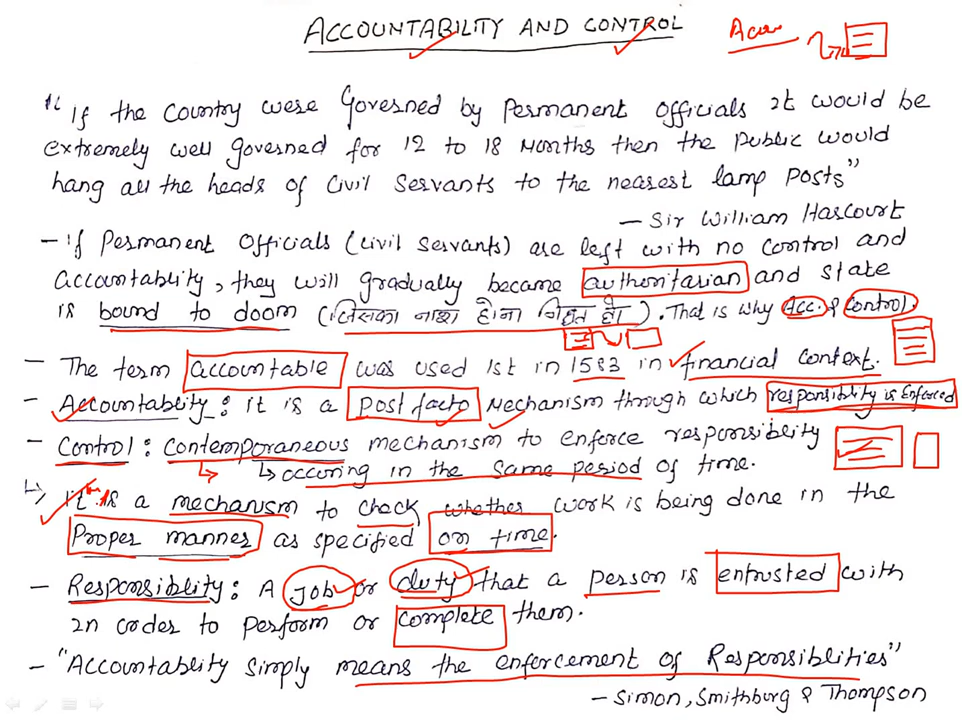 ACCOUNTABILITY AND CONTROL
"If the Country were Governed by Permanent officials It would be
extremely well Governed for 12 to 18 Months then the Public would
hang all the heads of Civil Servants to the nearest lamp Posts"
- Sir William Harcourt
- If Permanent officials (Civil Servants) are left with no control and
accountablity, they will gradually became authoritarian and state
is bound to doom (जिसका नाश होना निश्चित हो). That is why Acc. & Control.
- The term accountable was used 1st in 1583 in financial context.
- Accountablity: it is a post facto Mechanism through which responsiblity is Enforced
- Control: Contemporaneous mechanism to enforce responsiblity
↳ occuring in the same period of time.
↳ it is a mechanism to check whether work is being done in the
Proper manner as specified on time.
- Responsiblity: A Job or duty that a person is entrusted with
In order to perform or complete them.
- "Accountablity simply means the enforcement of Responsiblities"
- Simon, Smithburg & Thompson